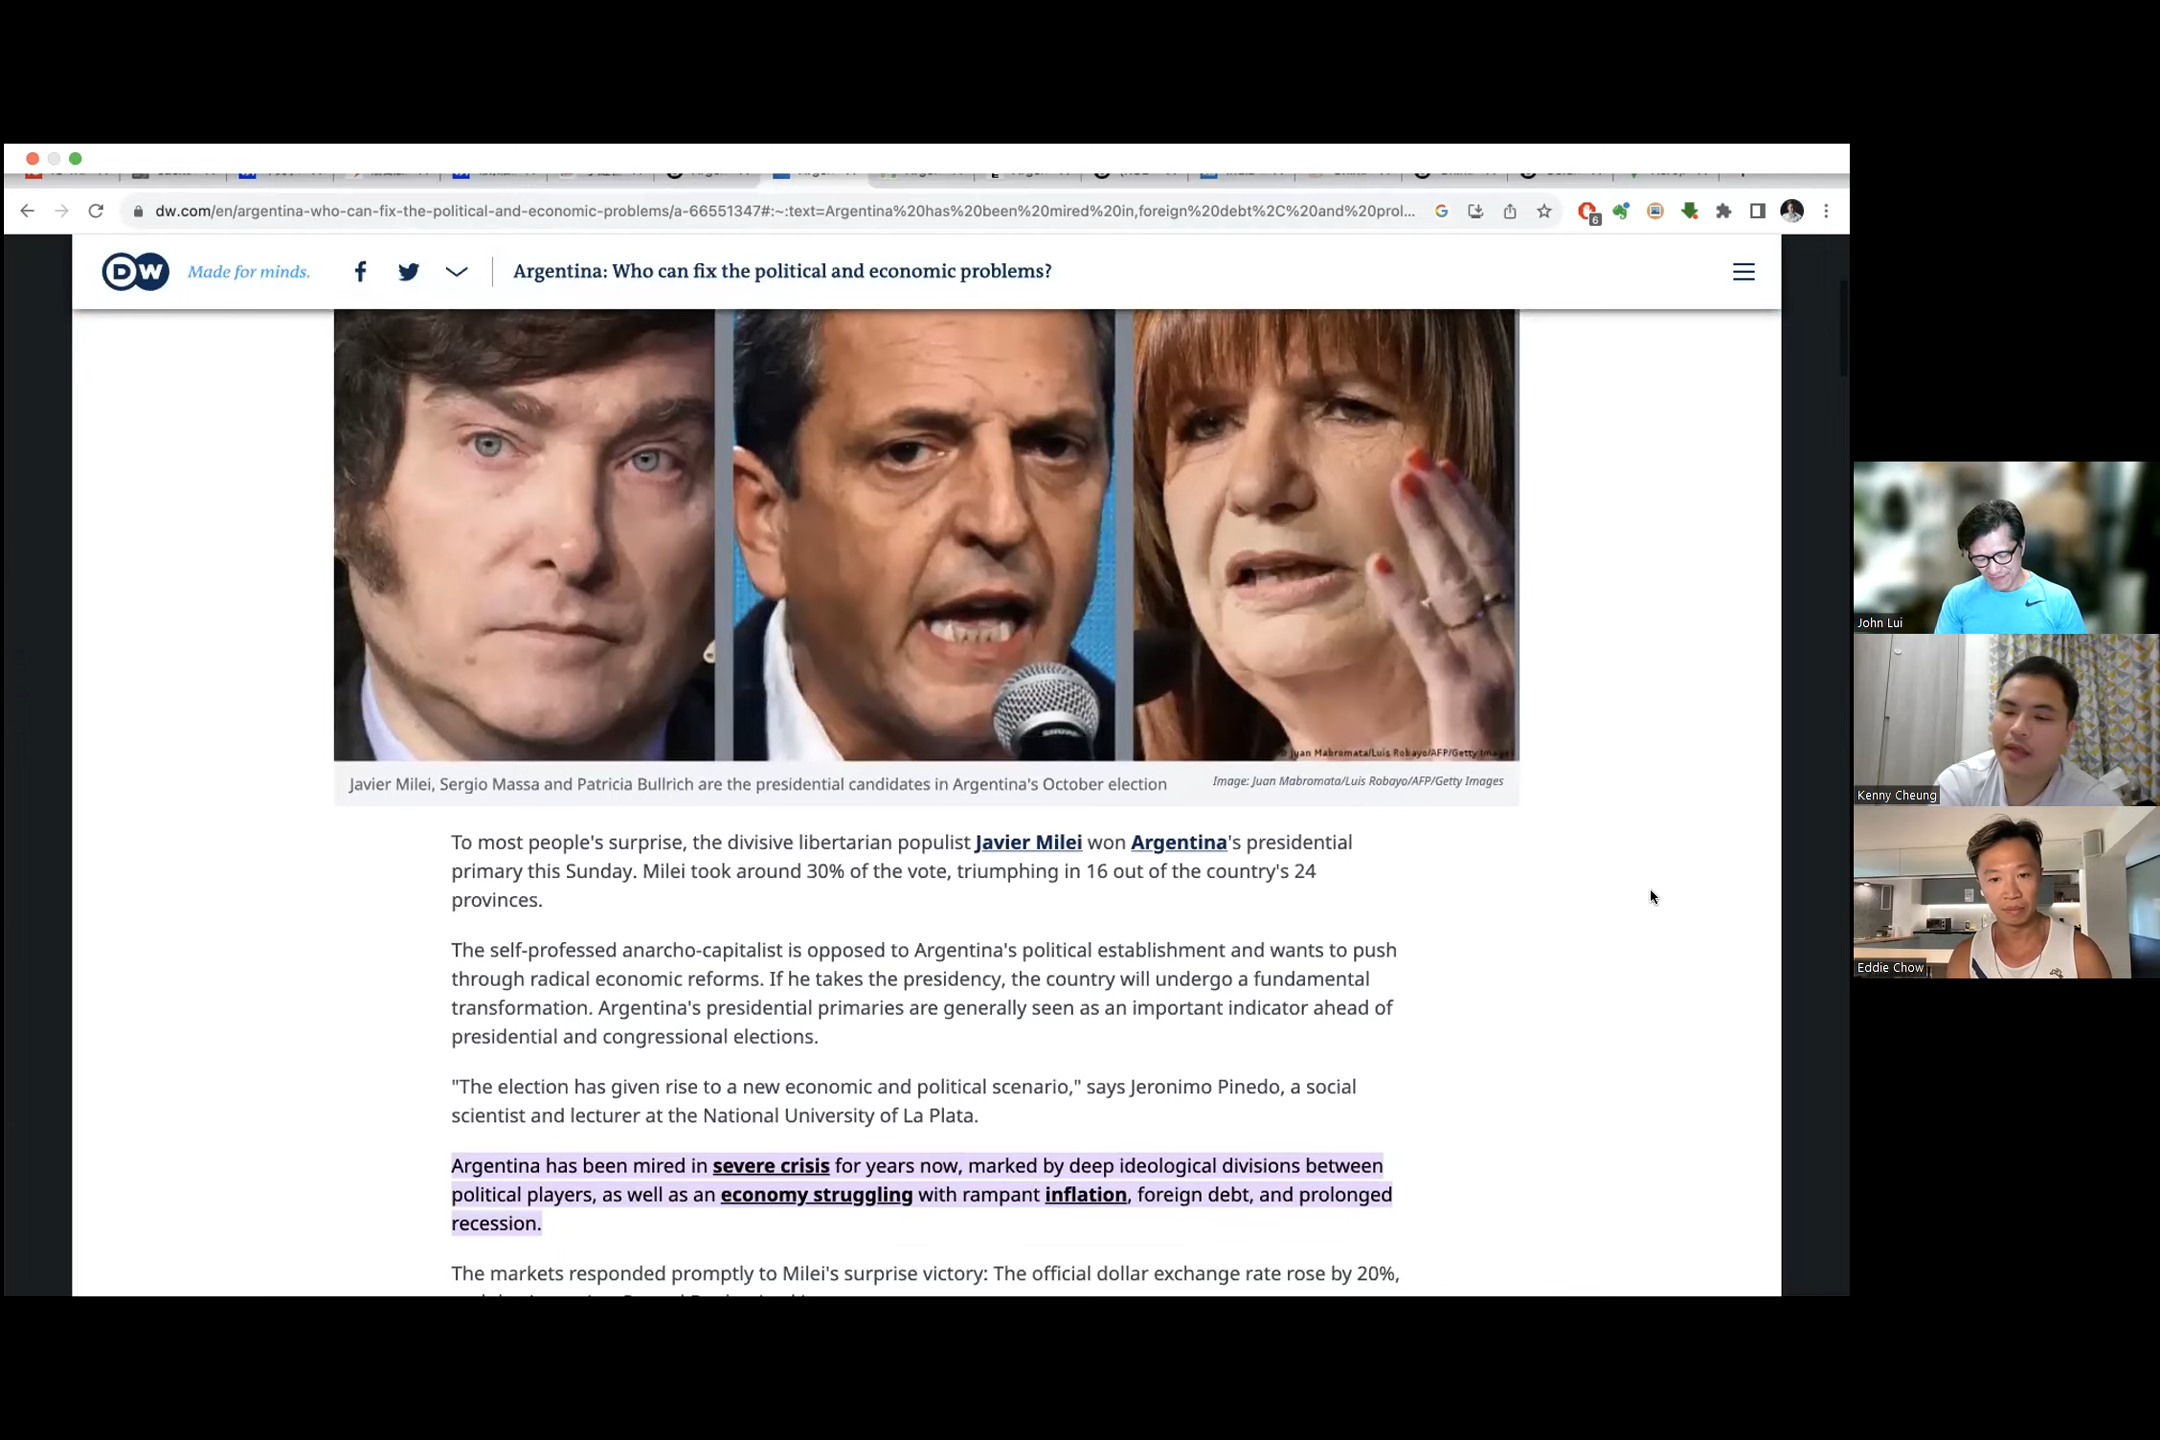 dw.com/en/argentina-who-can-fix-the-political-and-economic-problems/a-66551347#:~:text=Argentina%20has%20been%20mired%20in,foreign%20debt%2C%20and%20prol...
6
DW Made for minds.
Argentina: Who can fix the political and economic problems?
Juan Mabromata/Luis Robayo/AFP/Getty Images
Javier Milei, Sergio Massa and Patricia Bullrich are the presidential candidates in Argentina's October election
Image: Juan Mabromata/Luis Robayo/AFP/Getty Images
To most people's surprise, the divisive libertarian populist Javier Milei won Argentina's presidential
primary this Sunday. Milei took around 30% of the vote, triumphing in 16 out of the country's 24
provinces.
The self-professed anarcho-capitalist is opposed to Argentina's political establishment and wants to push
through radical economic reforms. If he takes the presidency, the country will undergo a fundamental
transformation. Argentina's presidential primaries are generally seen as an important indicator ahead of
presidential and congressional elections.
"The election has given rise to a new economic and political scenario," says Jeronimo Pinedo, a social
scientist and lecturer at the National University of La Plata.
Argentina has been mired in severe crisis for years now, marked by deep ideological divisions between
political players, as well as an economy struggling with rampant inflation, foreign debt, and prolonged
recession.
The markets responded promptly to Milei's surprise victory: The official dollar exchange rate rose by 20%,
John Lui
Kenny Cheung
Eddie Chow